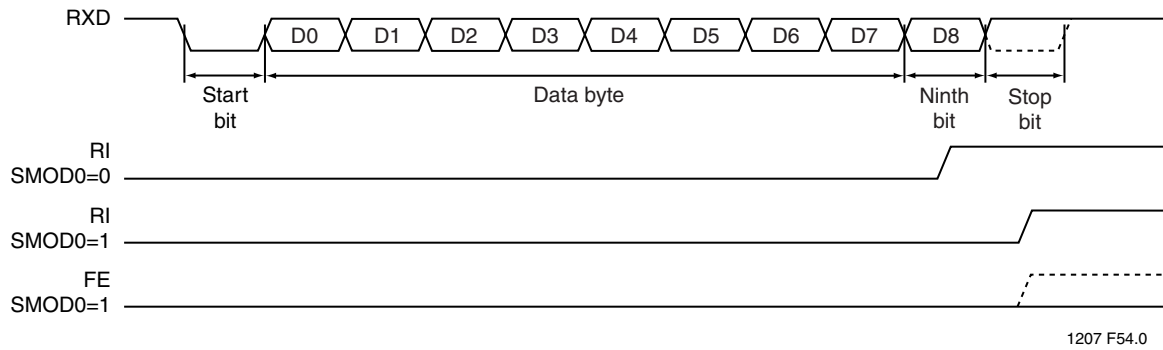 RXD
D0 D1 D2 D3 D4 D5 D6 D7 D8
Start bit
Data byte
Ninth bit
Stop bit
RI
SMOD0=0
RI
SMOD0=1
FE
SMOD0=1
1207 F54.0